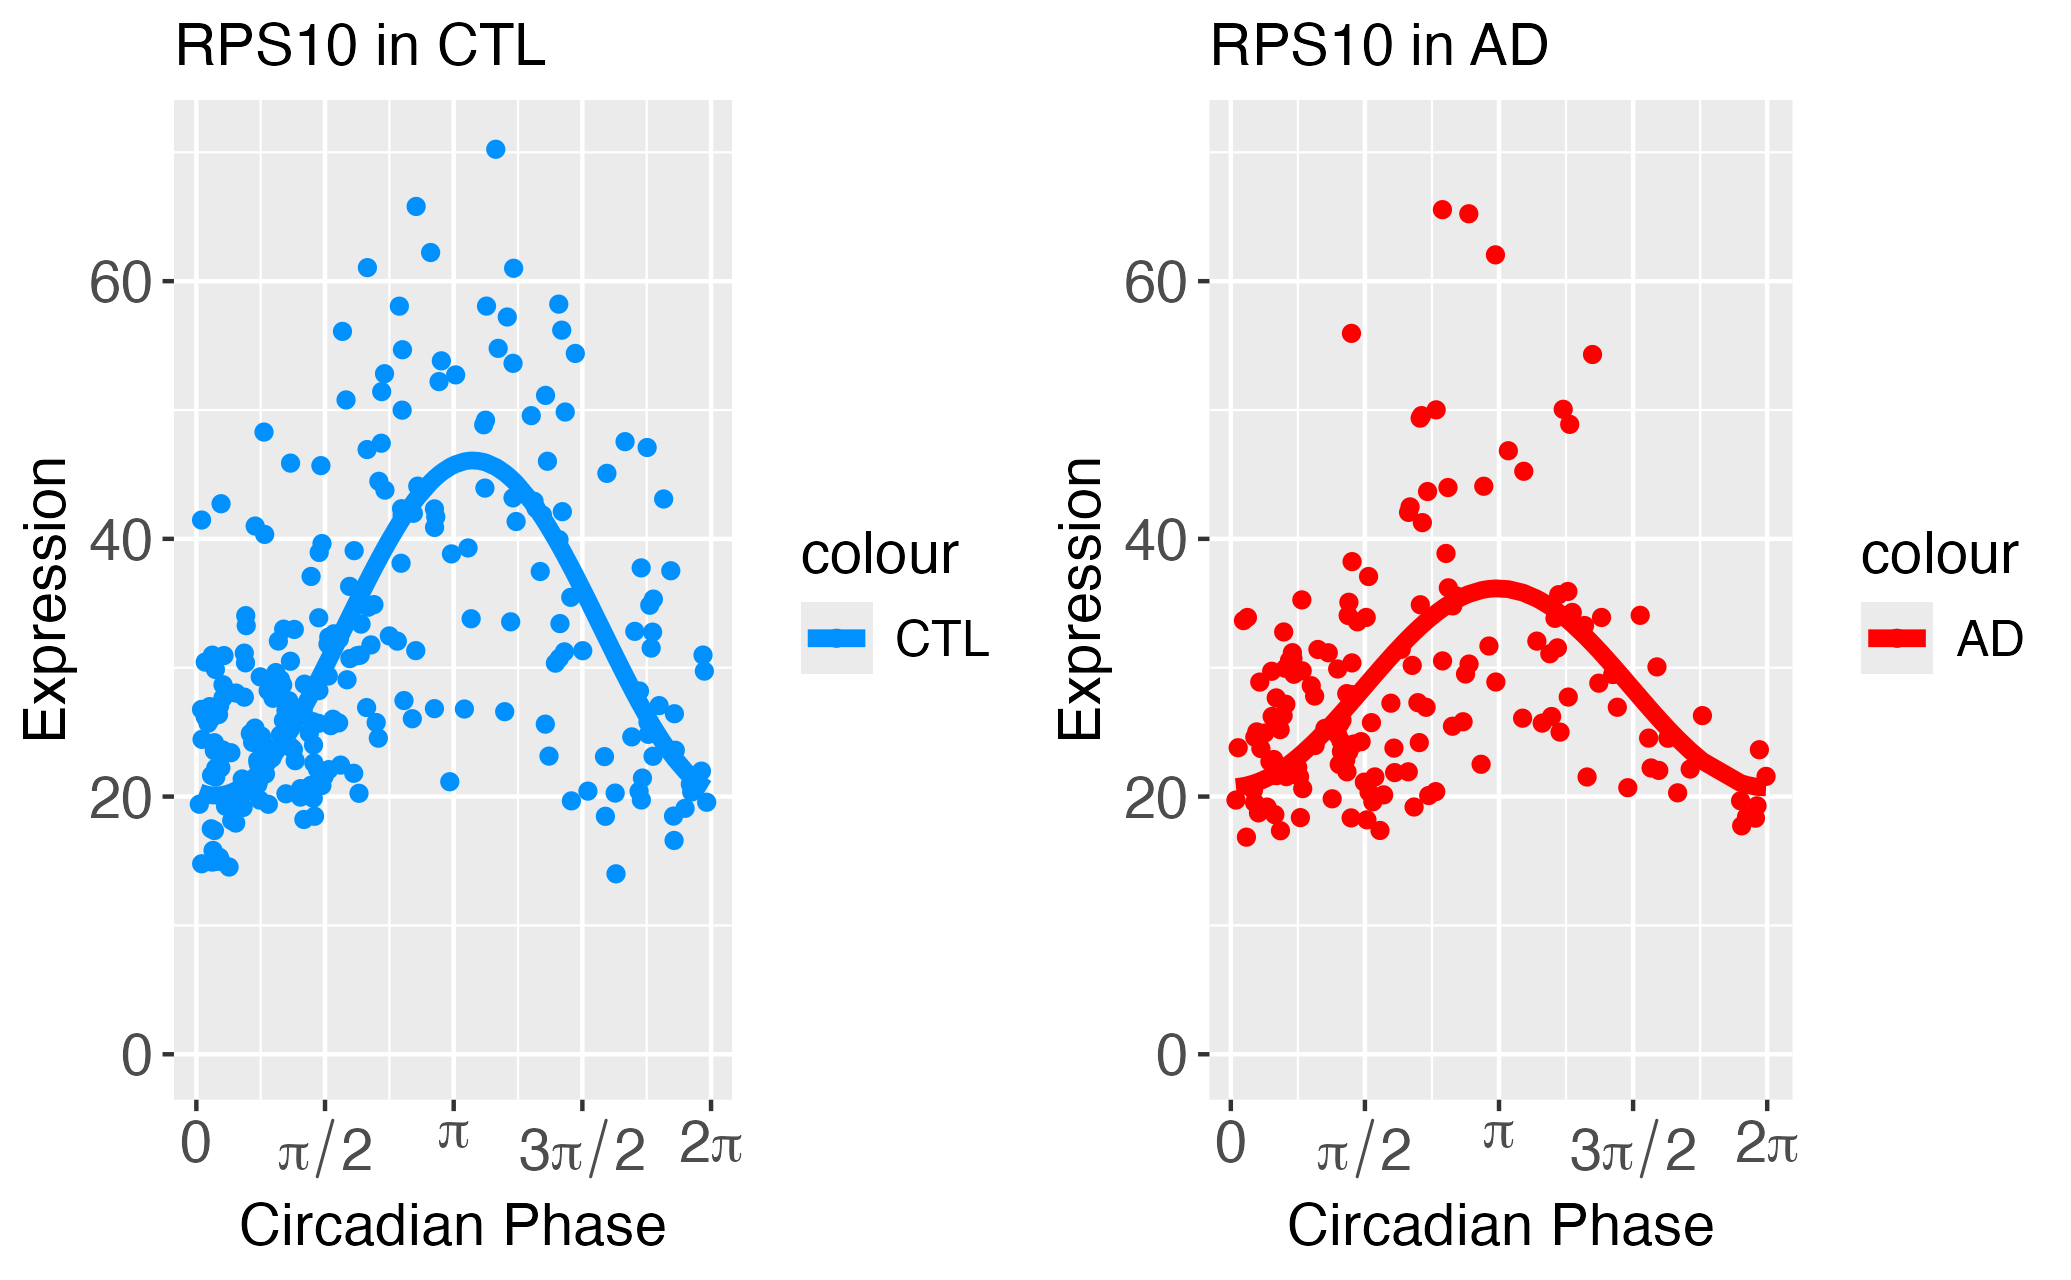 RPS10 in CTL
Expression
60
40
20
0
0 π/2 π 3π/2 2π
Circadian Phase
colour
CTL
RPS10 in AD
Expression
60
40
20
0
0 π/2 π 3π/2 2π
Circadian Phase
colour
AD